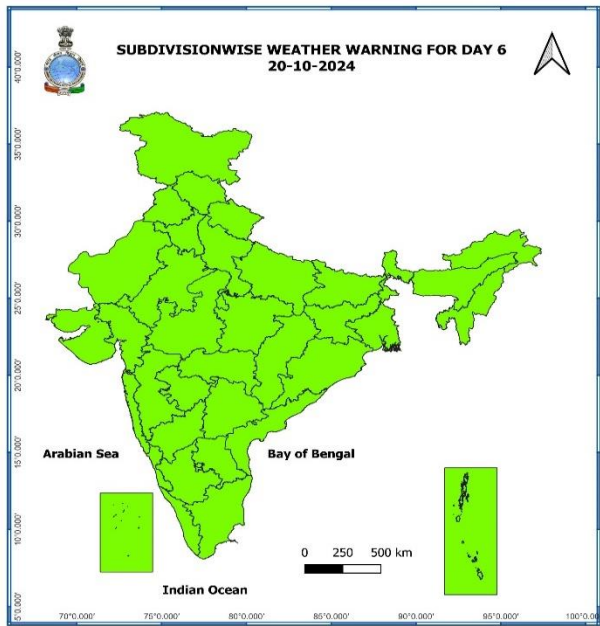 SUBDIVISIONWISE WEATHER WARNING FOR DAY 6
20-10-2024
40°0.000'
35°0.000'
30°0.000'
25°0.000'
20°0.000'
15°0.000'
10°0.000'
5°0.000'
Arabian Sea
Bay of Bengal
0 250 500 km
Indian Ocean
70°0.000' 75°0.000' 80°0.000' 85°0.000' 90°0.000' 95°0.000' 100°0.000'